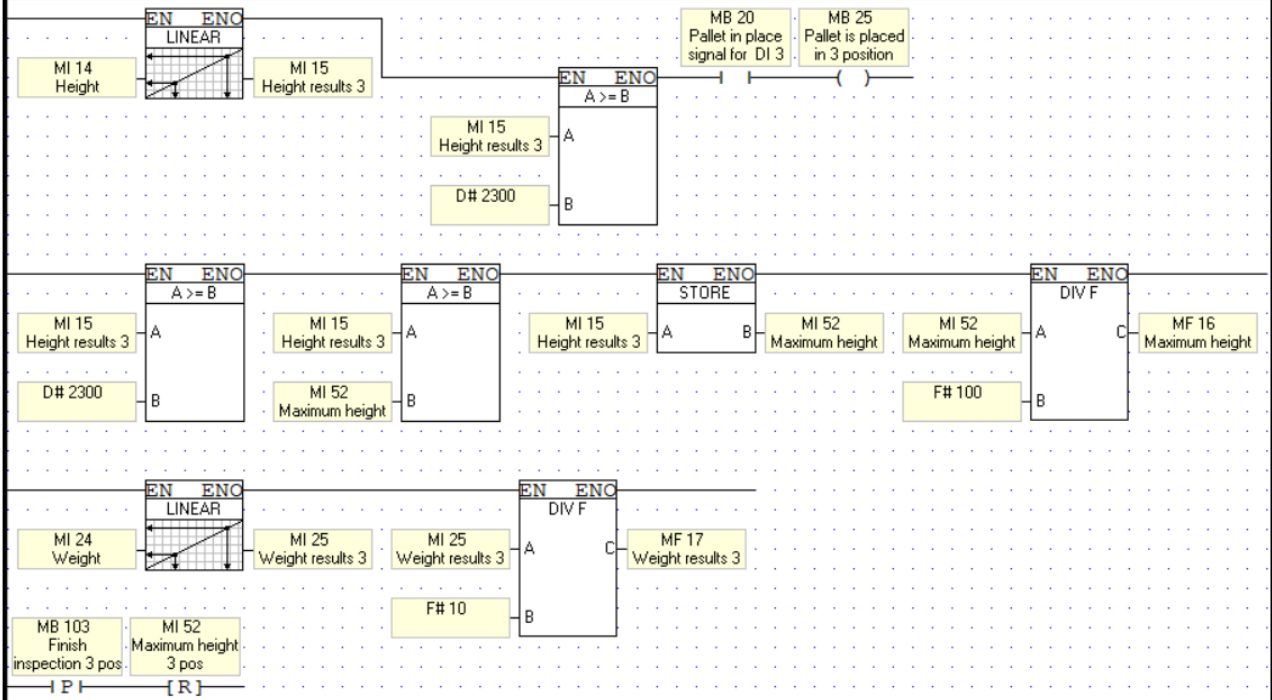 EN ENO
LINEAR
MI 14
Height
MI 15
Height results 3
EN ENO
A >= B
MI 15
Height results 3
A
D# 2300
B
MB 20
Pallet in place
signal for DI 3
MB 25
Pallet is placed
in 3 position
( )
EN ENO
A >= B
MI 15
Height results 3
A
D# 2300
B
EN ENO
A >= B
MI 15
Height results 3
A
MI 52
Maximum height
B
EN ENO
STORE
MI 15
Height results 3
A
B
MI 52
Maximum height
EN ENO
DIV F
MI 52
Maximum height
A
C
MF 16
Maximum height
F# 100
B
EN ENO
LINEAR
MI 24
Weight
MI 25
Weight results 3
EN ENO
DIV F
MI 25
Weight results 3
A
C
MF 17
Weight results 3
F# 10
B
MB 103
Finish
inspection 3 pos
P
MI 52
Maximum height
3 pos
[ R ]